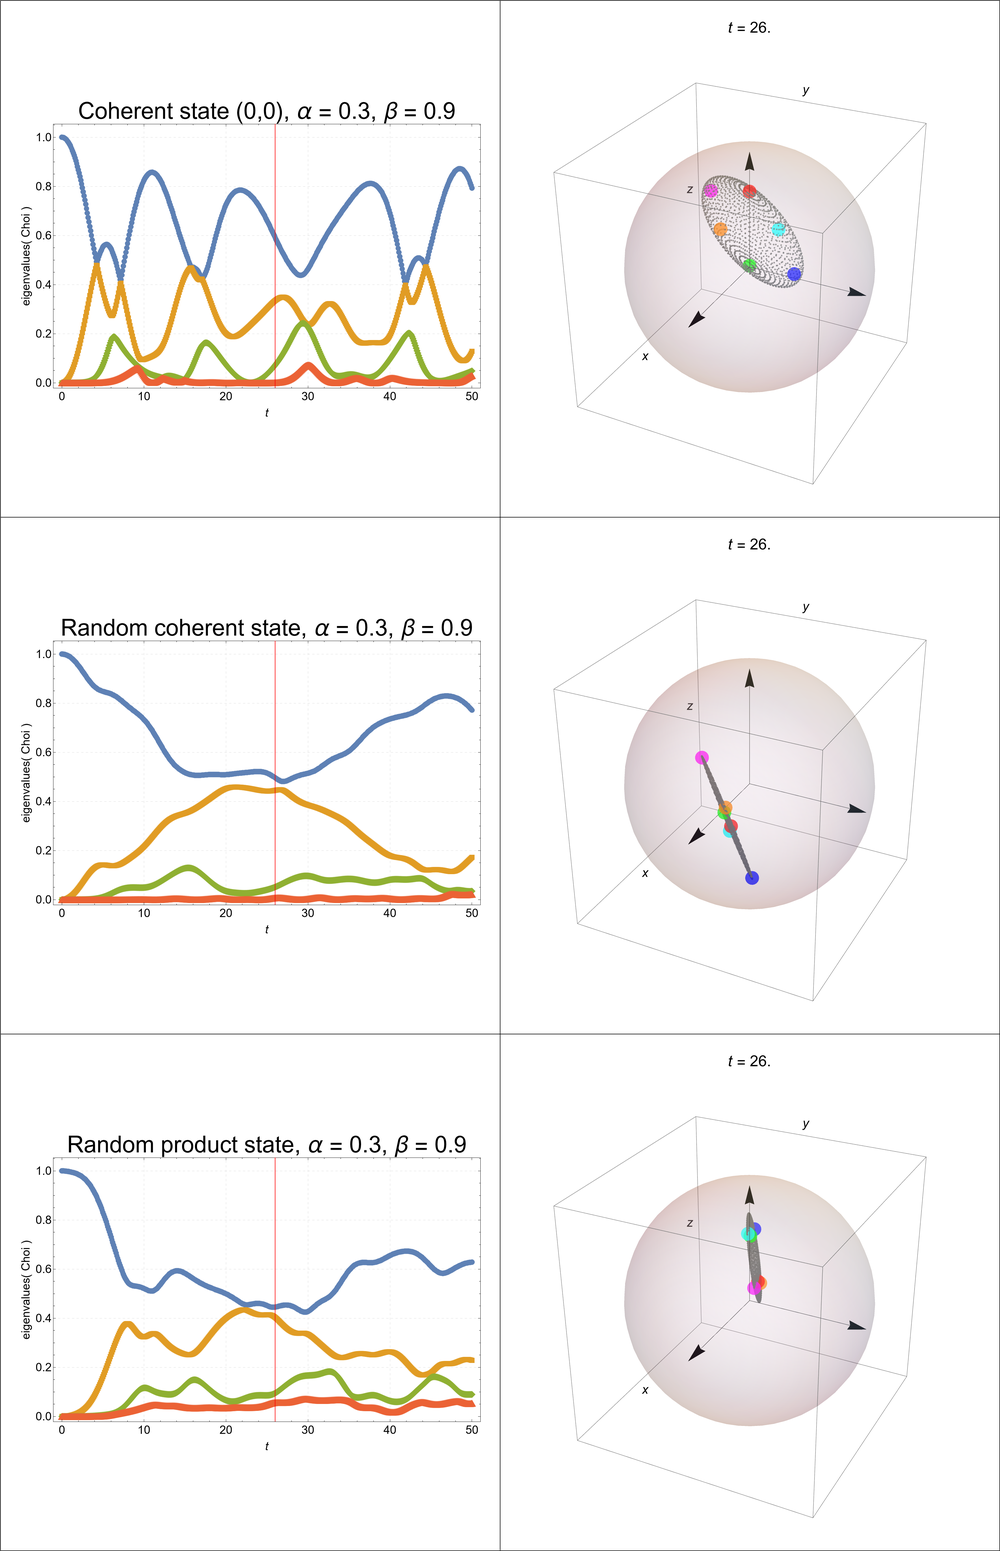 t = 26.
Coherent state (0,0), α = 0.3, β = 0.9
eigenvalues( Choi )
1.0
0.8
0.6
0.4
0.2
0.0
0 10 20 30 40 50
t
y
z
x
t = 26.
Random coherent state, α = 0.3, β = 0.9
eigenvalues( Choi )
1.0
0.8
0.6
0.4
0.2
0.0
0 10 20 30 40 50
t
y
z
x
t = 26.
Random product state, α = 0.3, β = 0.9
eigenvalues( Choi )
1.0
0.8
0.6
0.4
0.2
0.0
0 10 20 30 40 50
t
y
z
x